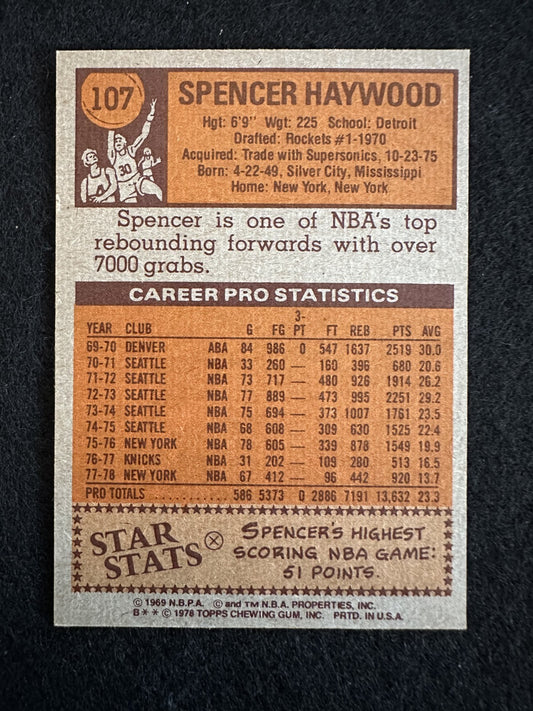 107
30
SPENCER HAYWOOD
Hgt: 6'9" Wgt: 225 School: Detroit
Drafted: Rockets #1-1970
Acquired: Trade with Supersonics, 10-23-75
Born: 4-22-49, Silver City, Mississippi
Home: New York, New York
Spencer is one of NBA's top
rebounding forwards with over
7000 grabs.
CAREER PRO STATISTICS
YEAR CLUB G FG 3-PT FT REB PTS AVG
69-70 DENVER ABA 84 986 0 547 1637 2519 30.0
70-71 SEATTLE NBA 33 260 — 160 396 680 20.6
71-72 SEATTLE NBA 73 717 — 480 926 1914 26.2
72-73 SEATTLE NBA 77 889 — 473 995 2251 29.2
73-74 SEATTLE NBA 75 694 — 373 1007 1761 23.5
74-75 SEATTLE NBA 68 608 — 309 630 1525 22.4
75-76 NEW YORK NBA 78 605 — 339 878 1549 19.9
76-77 KNICKS NBA 31 202 — 109 280 513 16.5
77-78 NEW YORK NBA 67 412 — 96 442 920 13.7
PRO TOTALS 586 5373 0 2886 7191 13,632 23.3
STAR
STATS
SPENCER'S HIGHEST
SCORING NBA GAME:
51 POINTS.
© 1969 N.B.P.A. © and ™ N.B.A. PROPERTIES, INC.
B** © 1978 TOPPS CHEWING GUM, INC. PRTD. IN U.S.A.